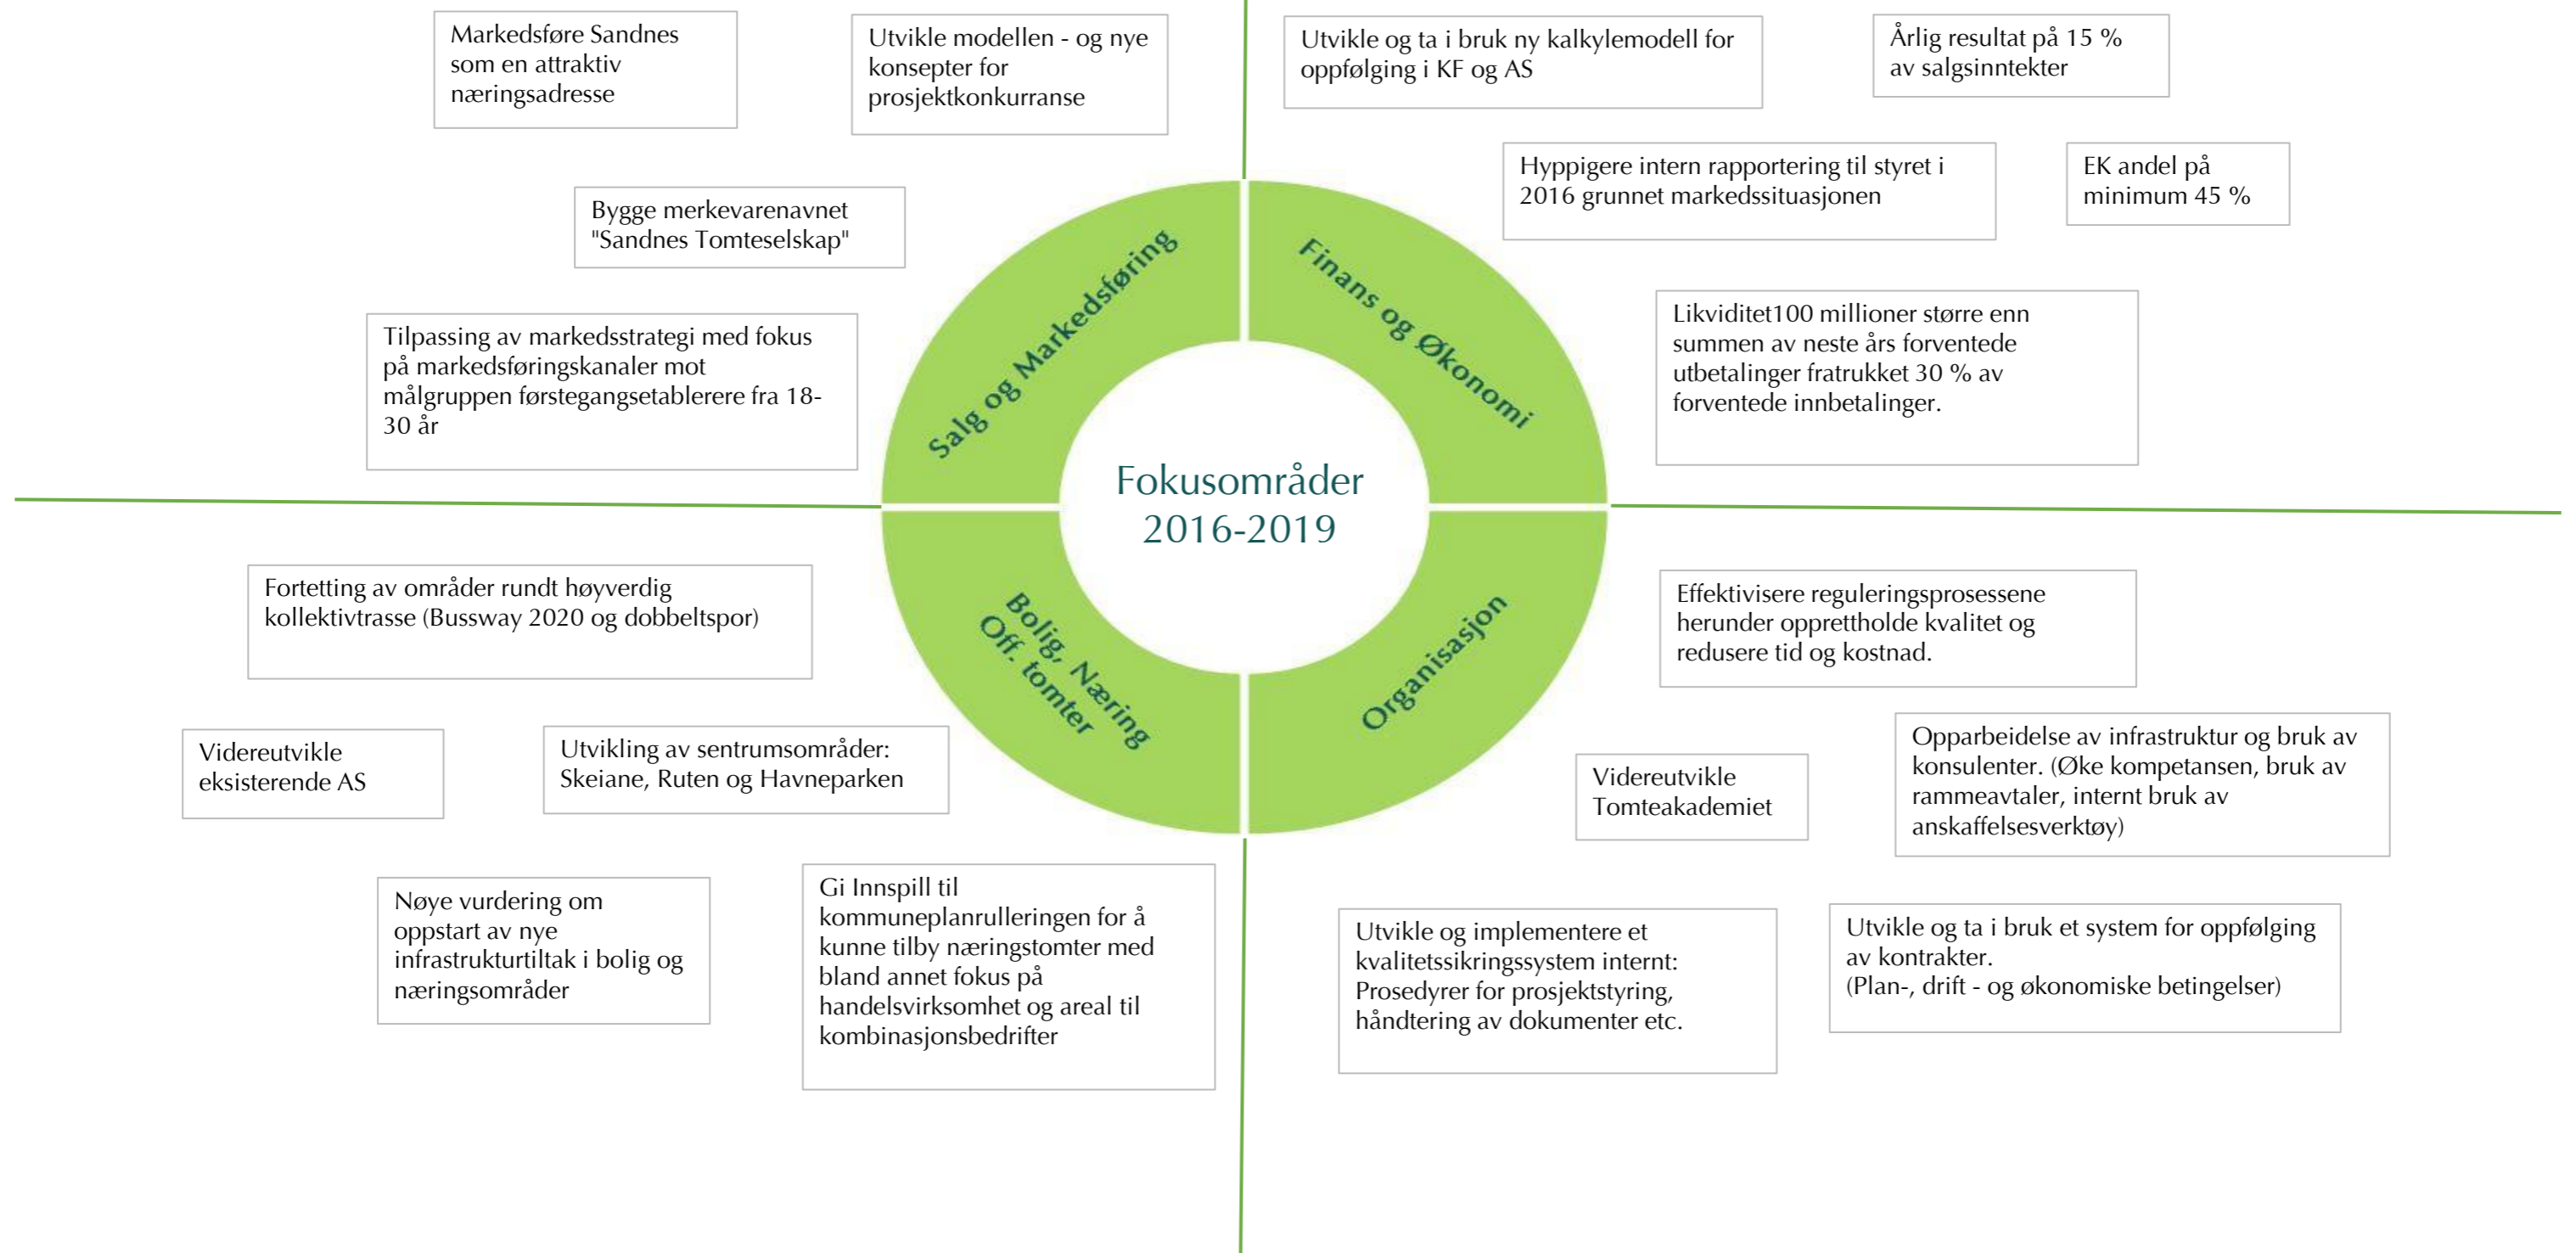 Markedsføre Sandnes
som en attraktiv
næringsadresse
Utvikle modellen - og nye
konsepter for
prosjektkonkurranse
Bygge merkevarenavnet
"Sandnes Tomteselskap"
Tilpassing av markedsstrategi med fokus
på markedsføringskanaler mot
målgruppen førstegangsetablerere fra 18-
30 år
Salg og Markedsføring
Utvikle og ta i bruk ny kalkylemodell for
oppfølging i KF og AS
Årlig resultat på 15 %
av salgsinntekter
Hyppigere intern rapportering til styret i
2016 grunnet markedssituasjonen
EK andel på
minimum 45 %
Likviditet100 millioner større enn
summen av neste års forventede
utbetalinger fratrukket 30 % av
forventede innbetalinger.
Finans og Økonomi
Fokusområder
2016-2019
Fortetting av områder rundt høyverdig
kollektivtrasse (Bussway 2020 og dobbeltspor)
Videreutvikle
eksisterende AS
Utvikling av sentrumsområder:
Skeiane, Ruten og Havneparken
Nøye vurdering om
oppstart av nye
infrastrukturtiltak i bolig og
næringsområder
Gi Innspill til
kommuneplanrulleringen for å
kunne tilby næringstomter med
bland annet fokus på
handelsvirksomhet og areal til
kombinasjonsbedrifter
Bolig, Næring
Off. tomter
Organisasjon
Effektivisere reguleringsprosessene
herunder opprettholde kvalitet og
redusere tid og kostnad.
Videreutvikle
Tomteakademiet
Opparbeidelse av infrastruktur og bruk av
konsulenter. (Øke kompetansen, bruk av
rammeavtaler, internt bruk av
anskaffelsesverktøy)
Utvikle og implementere et
kvalitetssikringssystem internt:
Prosedyrer for prosjektstyring,
håndtering av dokumenter etc.
Utvikle og ta i bruk et system for oppfølging
av kontrakter.
(Plan-, drift - og økonomiske betingelser)